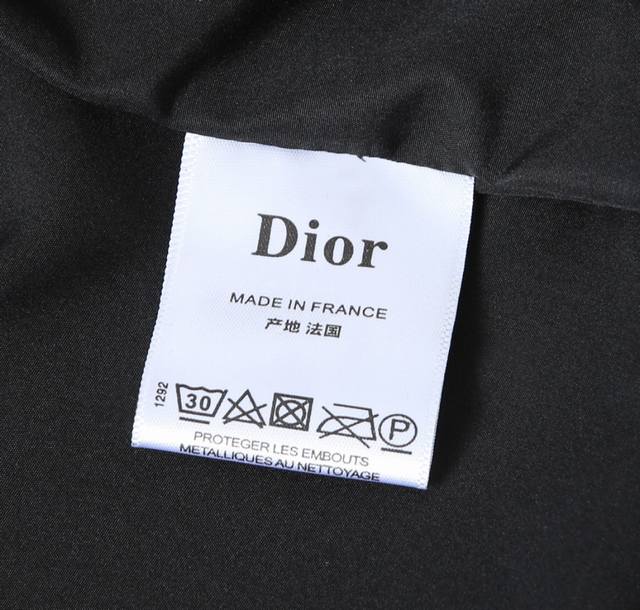 Dior
MADE IN FRANCE
产地 法国
1292
30 P
PROTEGER LES EMBOUTS
METALLIQUES AU NETTOYAGE